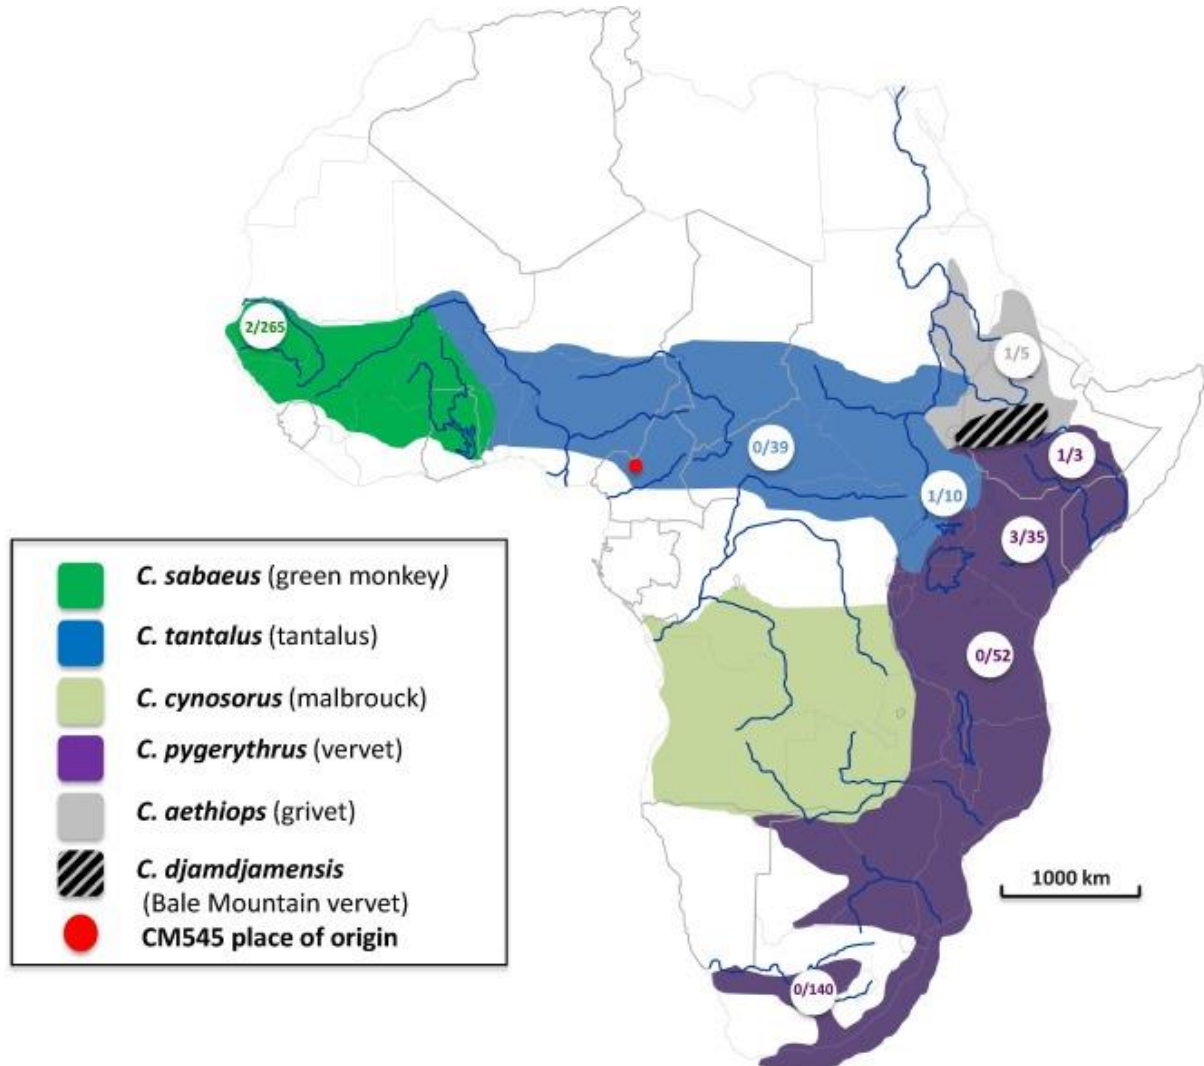 2/265
1/5
0/39
1/3
1/10
3/35
0/52
C. sabaeus (green monkey)
C. tantalus (tantalus)
C. cynosorus (malbrouck)
C. pygerythrus (vervet)
C. aethiops (grivet)
C. djamdjamensis
(Bale Mountain vervet)
CM545 place of origin
1000 km
0/140